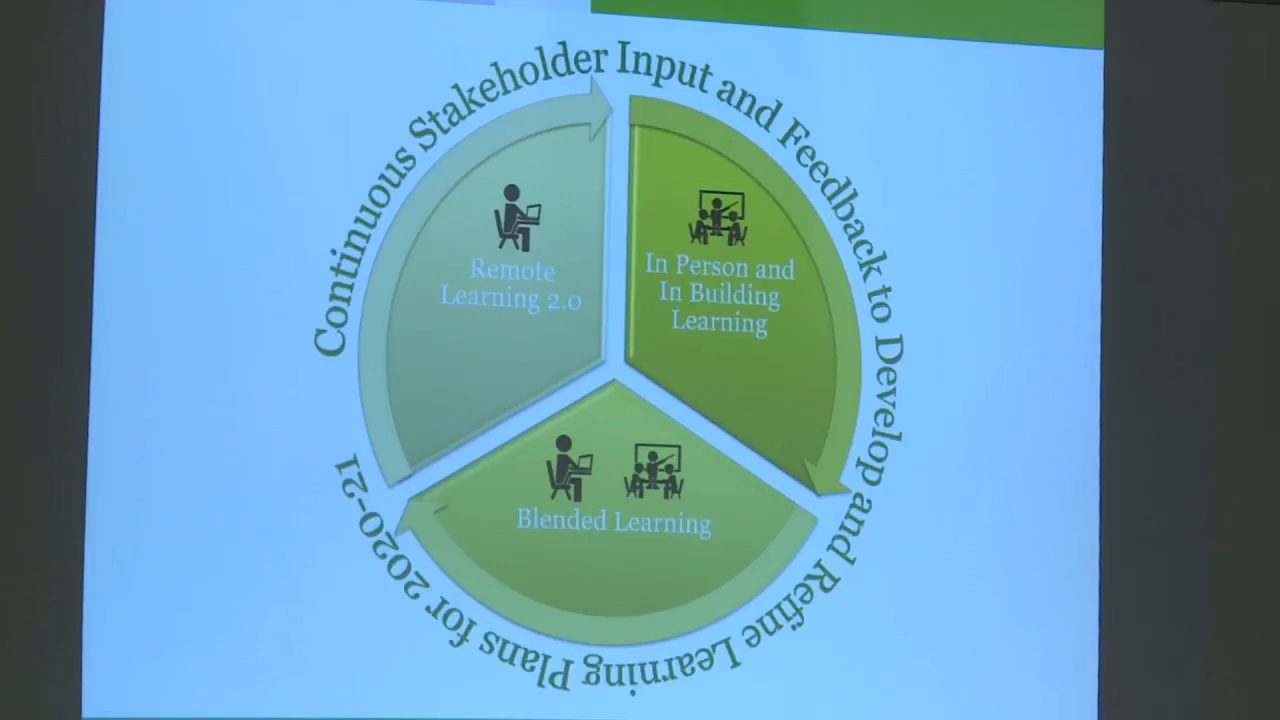 Continuous Stakeholder Input and Feedback to Develop and Refine Learning Plans for 2020-21
Remote
Learning 2.0
In Person and
In Building
Learning
Blended Learning